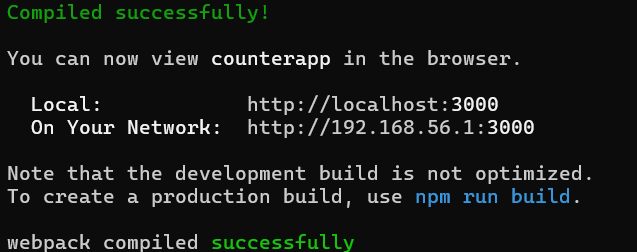 Compiled successfully!
You can now view counterapp in the browser.
Local: http://localhost:3000
On Your Network: http://192.168.56.1:3000
Note that the development build is not optimized.
To create a production build, use npm run build.
webpack compiled successfully